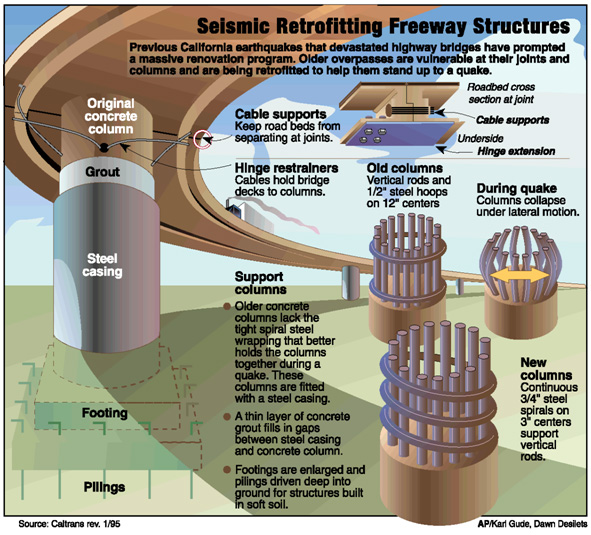 Seismic Retrofitting Freeway Structures
Previous California earthquakes that devastated highway bridges have prompted
a massive renovation program. Older overpasses are vulnerable at their joints and
columns and are being retrofitted to help them stand up to a quake.
Original
concrete
column
Grout
Steel
casing
Footing
Pilings
Cable supports
Keep road beds from
separating at joints.
Hinge restrainers
Cables hold bridge
decks to columns.
Roadbed cross
section at joint
Cable supports
Underside
Hinge extension
Old columns
Vertical rods and
1/2" steel hoops
on 12" centers
During quake
Columns collapse
under lateral motion.
Support
columns
Older concrete
columns lack the
tight spiral steel
wrapping that better
holds the columns
together during a
quake. These
columns are fitted
with a steel casing.
A thin layer of concrete
grout fills in gaps
between steel casing
and concrete column.
Footings are enlarged and
pilings driven deep into
ground for structures built
in soft soil.
New
columns
Continuous
3/4" steel
spirals on
3" centers
support
vertical
rods.
Source: Caltrans rev. 1/95
AP/Karl Gude, Dawn Desilets